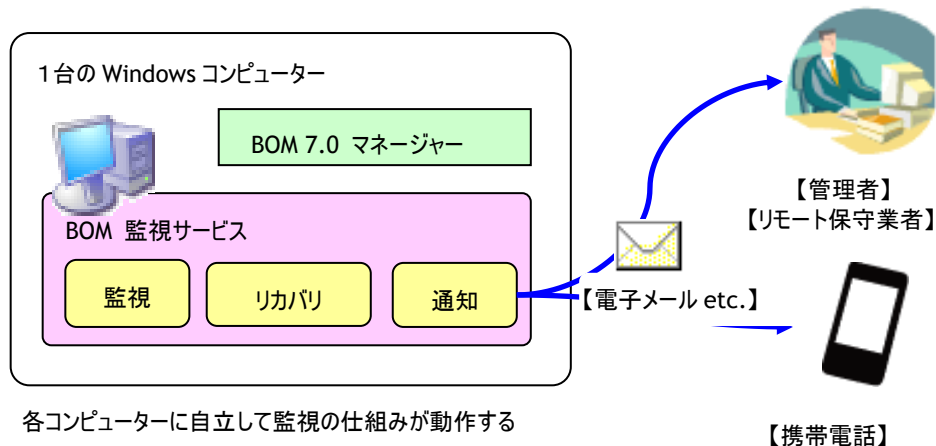 1台の Windows コンピューター
BOM 7.0 マネージャー
BOM 監視サービス
監視
リカバリ
通知
【電子メール etc.】
【管理者】
【リモート保守業者】
【携帯電話】
各コンピューターに自立して監視の仕組みが動作する